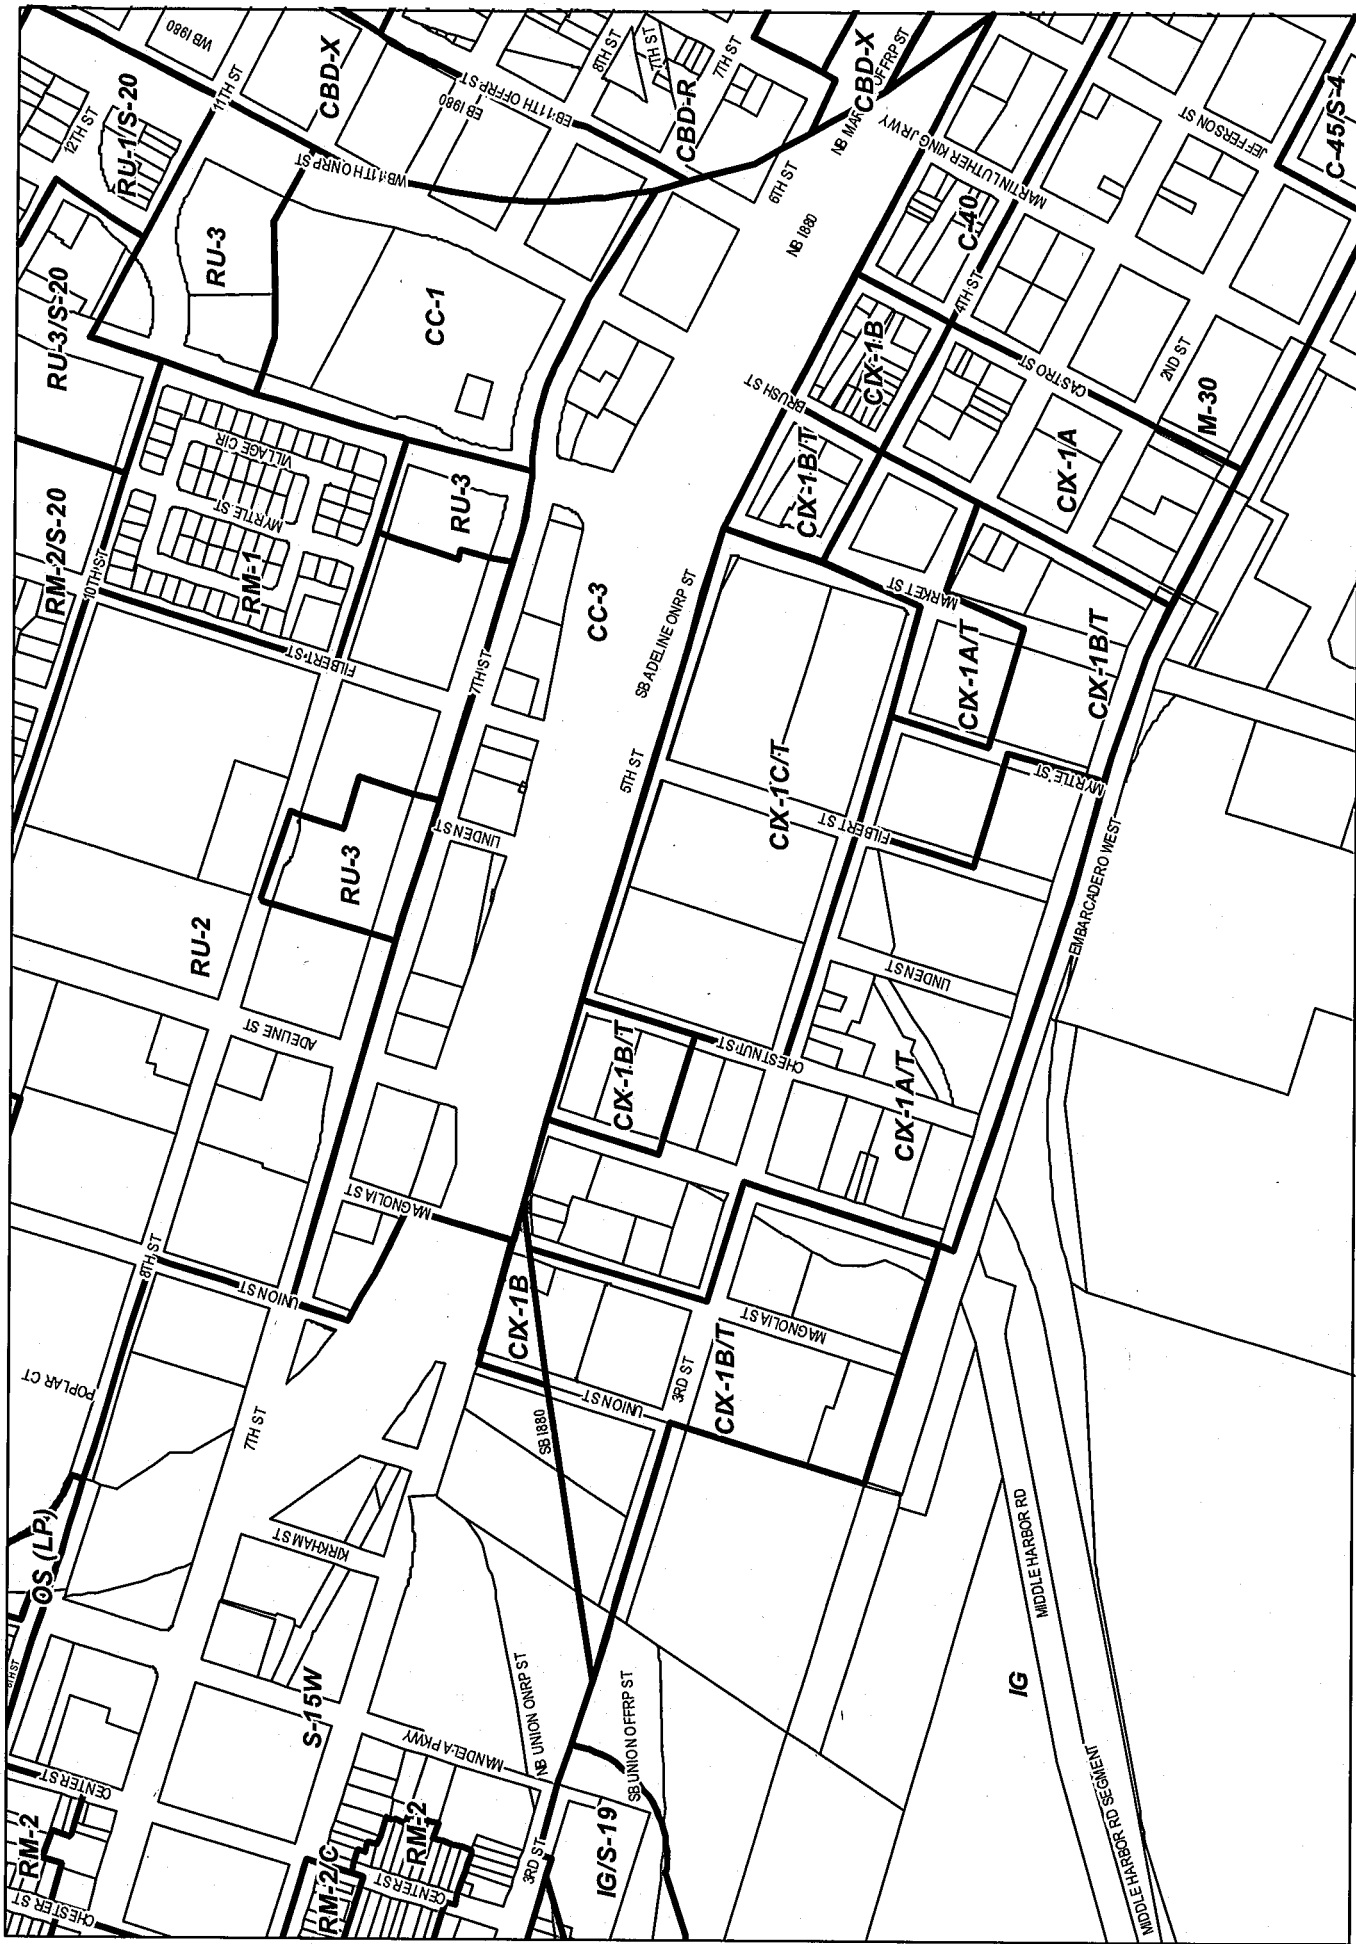 OS (LP)
RM-2
8TH ST
CHESTER ST
CENTER ST
RM-2/C
RM-2
CENTER ST
S-15W
MANDELA PKWY
KIRKHAM ST
7TH ST
POPLAR CT
8TH ST
UNION ST
MAGNOLIA ST
3RD ST
NB UNION ONRP ST
SB UNION OFFRP ST
IG/S-19
SB I880
UNION ST
CIX-1B
3RD ST
CIX-1B/T
MAGNOLIA ST
IG
MIDDLE HARBOR RD
MIDDLE HARBOR RD SEGMENT
RU-2
ADELINE ST
RU-3
LINDEN ST
7TH ST
FILBERT ST
10TH ST
RM-2/S-20
RM-1
MYRTLE ST
VILLAGE CIR
RU-3
RU-3/S-20
RU-3
RU-1/S-20
12TH ST
11TH ST
WB I980
CBD-X
WB 11TH ONRP ST
EB I980
EB 11TH OFFRP ST
8TH ST
7TH ST
7TH ST
CBD-R
CC-1
CC-3
6TH ST
NB I880
CBD-X
MARTIN LUTHER KING JR WY
JEFFERSON ST
C-45/S-4
C-40
4TH ST
CASTRO ST
2ND ST
M-30
BRUSH ST
CIX-1B
CIX-1B/T
CIX-1A
MARKET ST
SB ADELINE ONRP ST
5TH ST
CIX-1C/T
FILBERT ST
CIX-1A/T
CIX-1B/T
MYRTLE ST
EMBARCADERO WEST
LINDEN ST
CHESTNUT ST
CIX-1B/T
CIX-1A/T